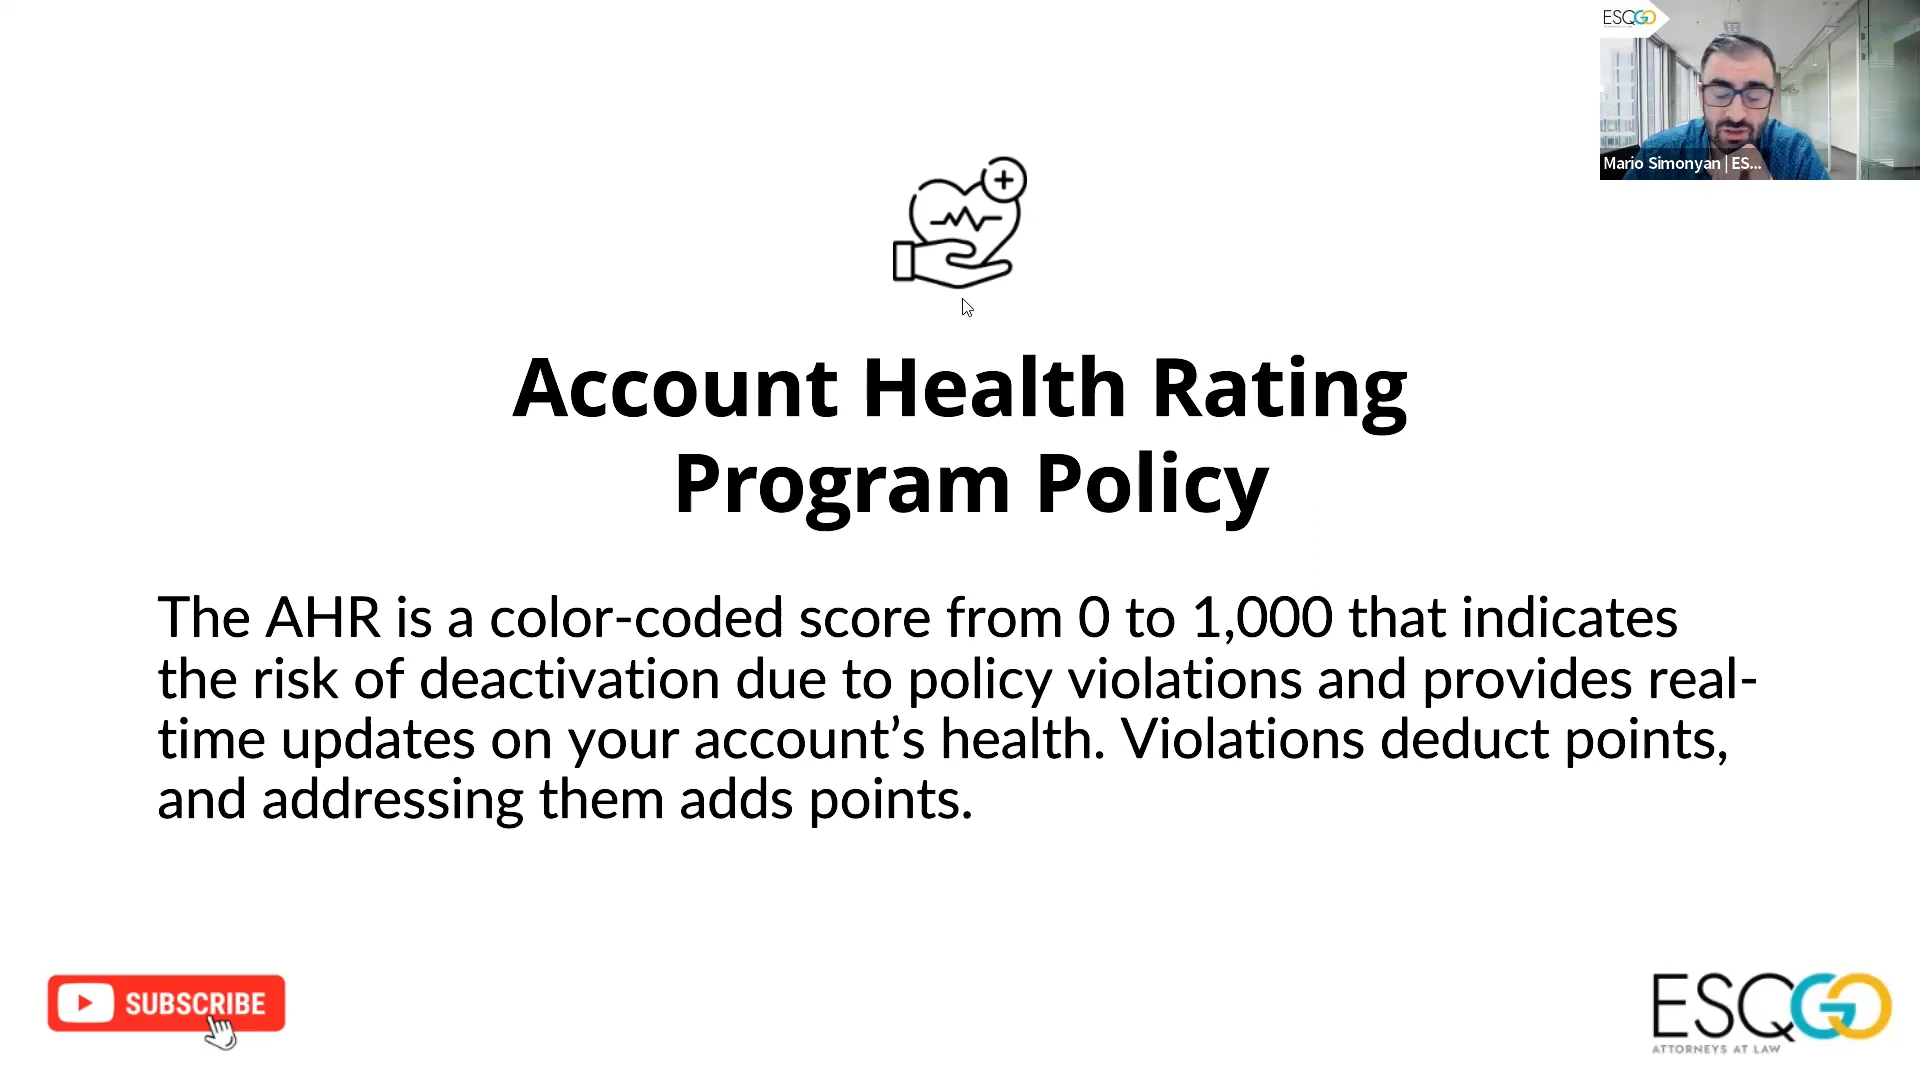 ESQGO
Mario Simonyan | ES...
Account Health Rating
Program Policy
The AHR is a color-coded score from 0 to 1,000 that indicates
the risk of deactivation due to policy violations and provides real-
time updates on your account’s health. Violations deduct points,
and addressing them adds points.
SUBSCRIBE
ESQGO
ATTORNEYS AT LAW